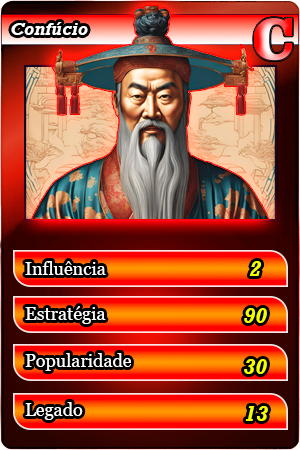 Confúcio
C
Influência 2
Estratégia 90
Popularidade 30
Legado 13